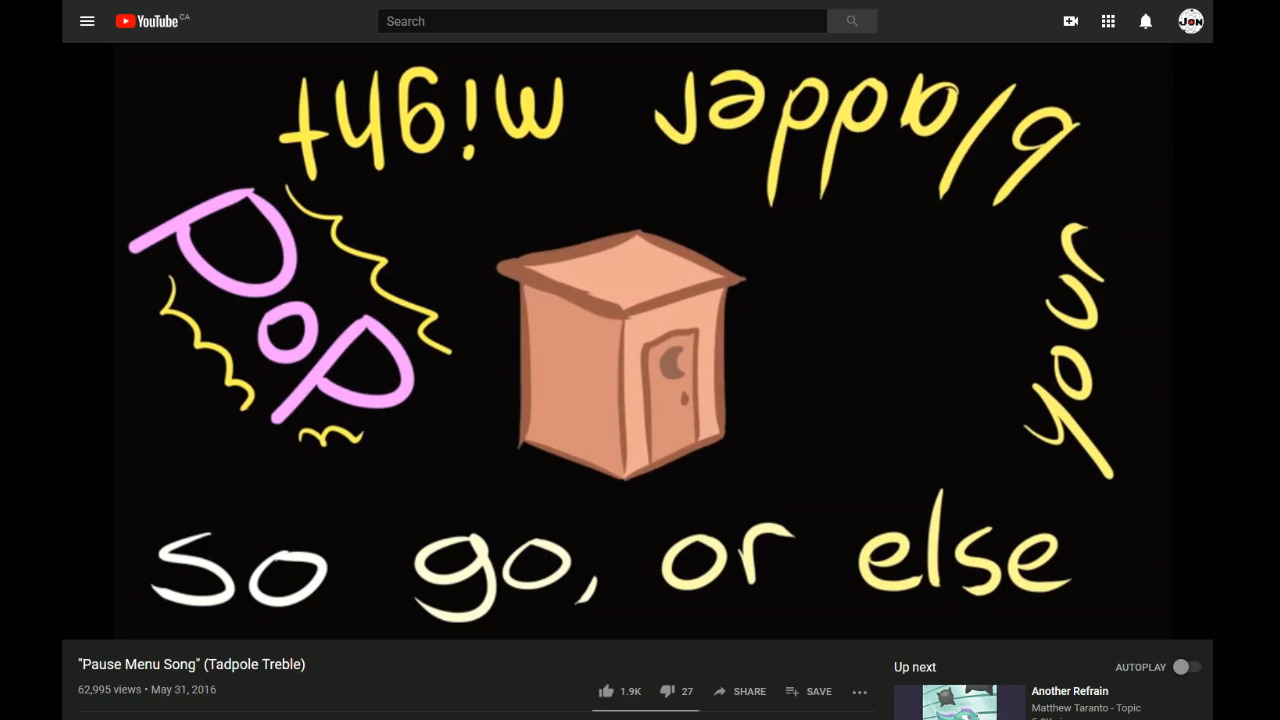 YouTube CA
Search
JON
so go, or else
your
bladder might
POP
"Pause Menu Song" (Tadpole Treble)
62,995 views • May 31, 2016
1.9K
27
SHARE
SAVE
Up next
AUTOPLAY
Another Refrain
Matthew Taranto - Topic